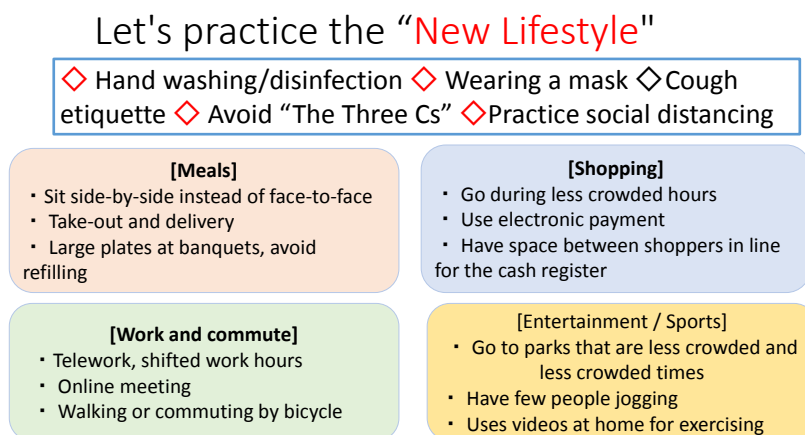 Let's practice the “New Lifestyle"
◇ Hand washing/disinfection ◇ Wearing a mask ◇Cough
etiquette ◇ Avoid “The Three Cs” ◇Practice social distancing
[Meals]
・Sit side-by-side instead of face-to-face
・Take-out and delivery
・Large plates at banquets, avoid
refilling
[Shopping]
・Go during less crowded hours
・Use electronic payment
・Have space between shoppers in line
for the cash register
[Work and commute]
・Telework, shifted work hours
・Online meeting
・Walking or commuting by bicycle
[Entertainment / Sports]
・Go to parks that are less crowded and
less crowded times
・Have few people jogging
・Uses videos at home for exercising